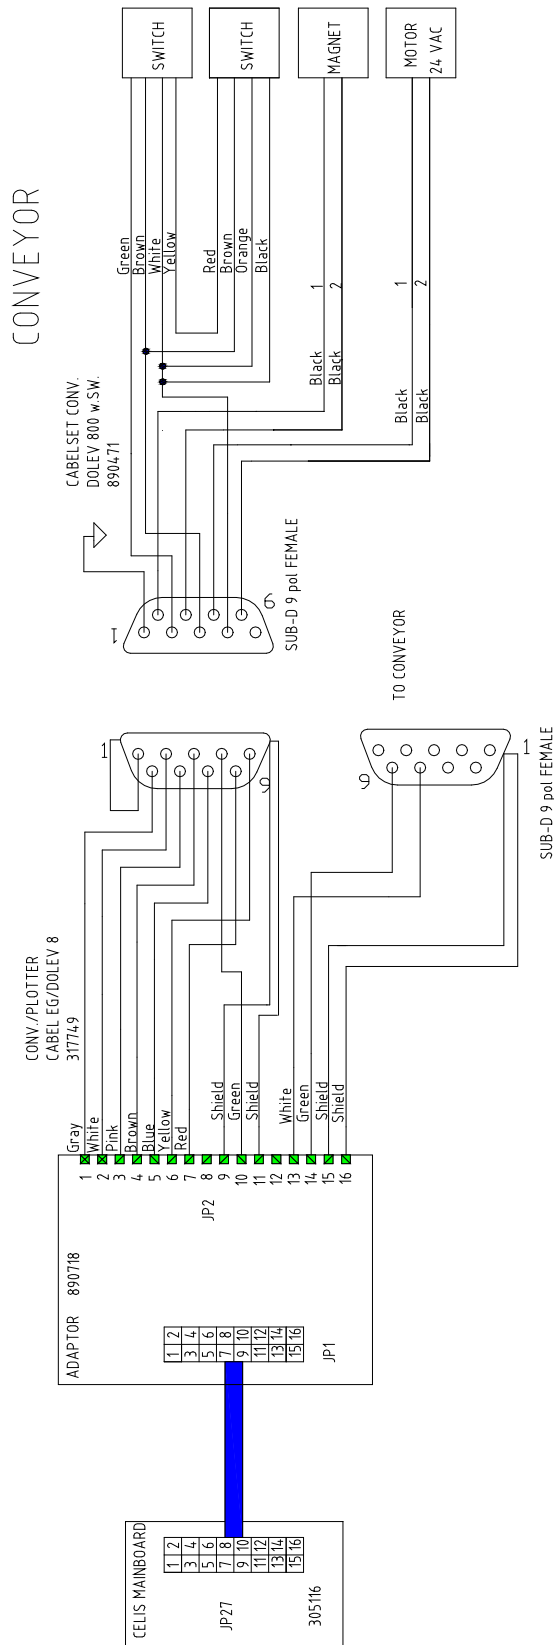 CONVEYOR
SWITCH
SWITCH
MAGNET
MOTOR
24 VAC
Green
Brown
White
Yellow
Red
Brown
Orange
Black
Black 1
Black 2
Black 1
Black 2
CABELSET CONV.
DOLEV 800 w.SW.
890471
1
9
SUB-D 9 pol FEMALE
TO CONVEYOR
1
9
9
1
SUB-D 9 pol FEMALE
CONV./PLOTTER
CABEL EG/DOLEV 8
317749
Gray
White
Pink
Brown
Blue
Yellow
Red
Shield
Green
Shield
White
Green
Shield
Shield
1
2
3
4
5
6
7
8
9
10
11
12
13
14
15
16
JP2
ADAPTOR 890718
1 2
3 4
5 6
7 8
9 10
11 12
13 14
15 16
JP1
CELIS MAINBOARD
1 2
3 4
5 6
7 8
9 10
11 12
13 14
15 16
JP27
305116